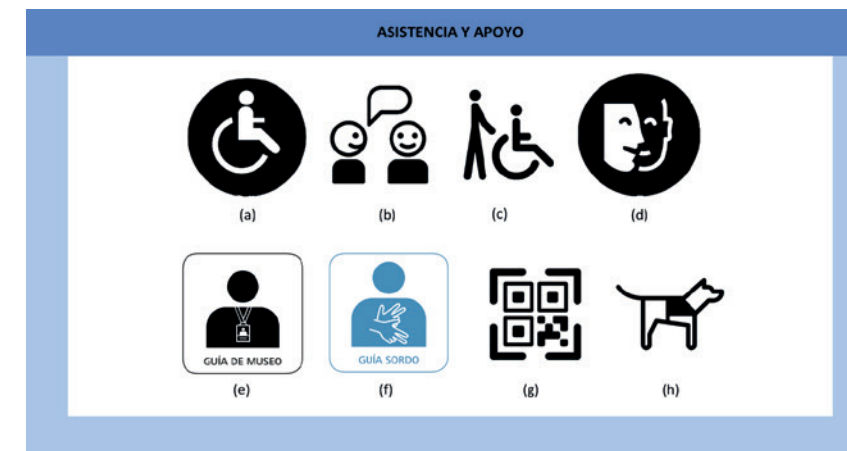 ASISTENCIA Y APOYO
(a) (b) (c) (d)
GUÍA DE MUSEO GUÍA SORDO
(e) (f) (g) (h)